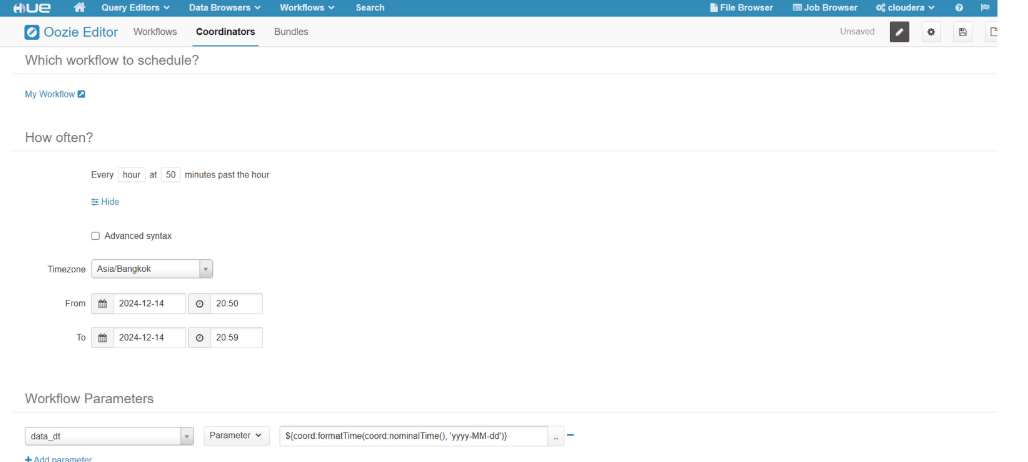 HUE Query Editors Data Browsers Workflows Search File Browser Job Browser cloudera
Oozie Editor Workflows Coordinators Bundles Unsaved
Which workflow to schedule?
My Workflow
How often?
Every hour at 50 minutes past the hour
Hide
Advanced syntax
Timezone Asia/Bangkok
From 2024-12-14 20:50
To 2024-12-14 20:59
Workflow Parameters
data_dt Parameter ${coord:formatTime(coord:nominalTime(), 'yyyy-MM-dd')} ..
Add parameter